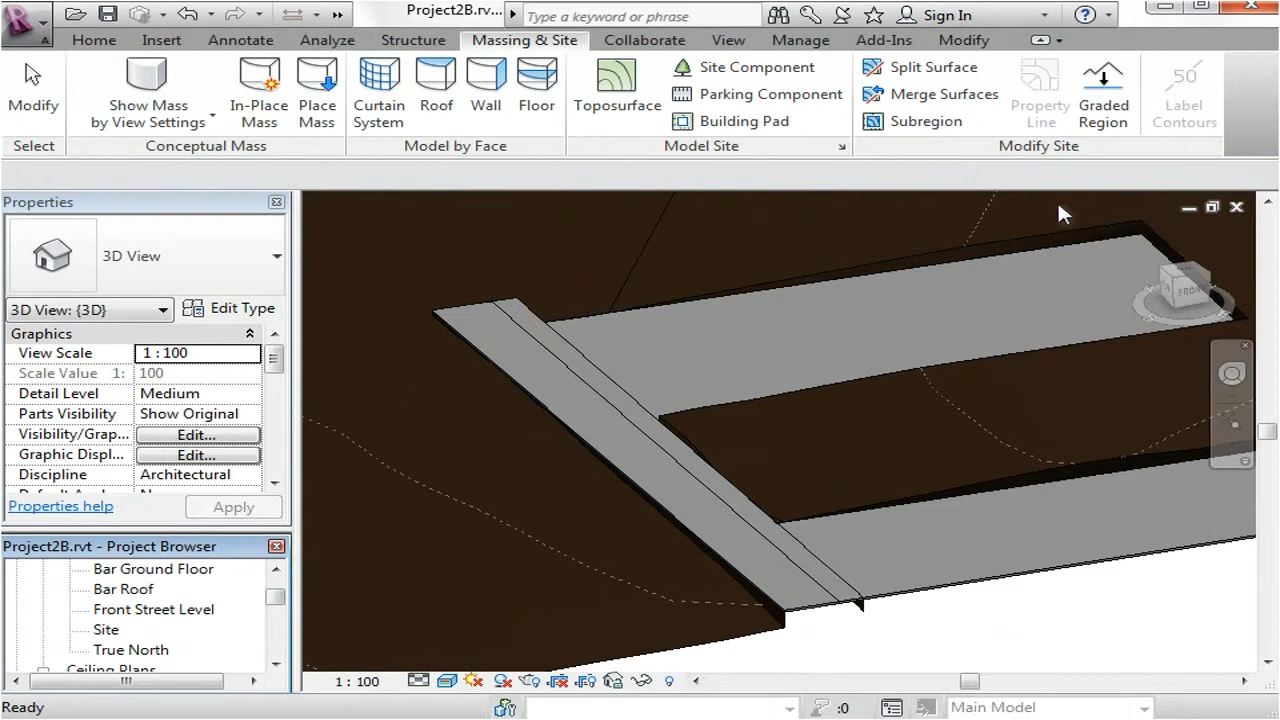 Project2B.rv... Type a keyword or phrase Sign In
Home Insert Annotate Analyze Structure Massing & Site Collaborate View Manage Add-Ins Modify
Modify
Show Mass by View Settings
In-Place Mass
Place Mass
Curtain System
Roof
Wall
Floor
Toposurface
Site Component
Parking Component
Building Pad
Split Surface
Merge Surfaces
Subregion
Property Line
Graded Region
50
Label Contours
Select Conceptual Mass Model by Face Model Site Modify Site
Properties
3D View
3D View: {3D} Edit Type
Graphics
View Scale 1 : 100
Scale Value 1: 100
Detail Level Medium
Parts Visibility Show Original
Visibility/Grap... Edit...
Graphic Displ... Edit...
Discipline Architectural
Properties help Apply
Project2B.rvt - Project Browser
Bar Ground Floor
Bar Roof
Front Street Level
Site
True North
Ceiling Plans
FRONT
1 : 100
Ready :0 Main Model